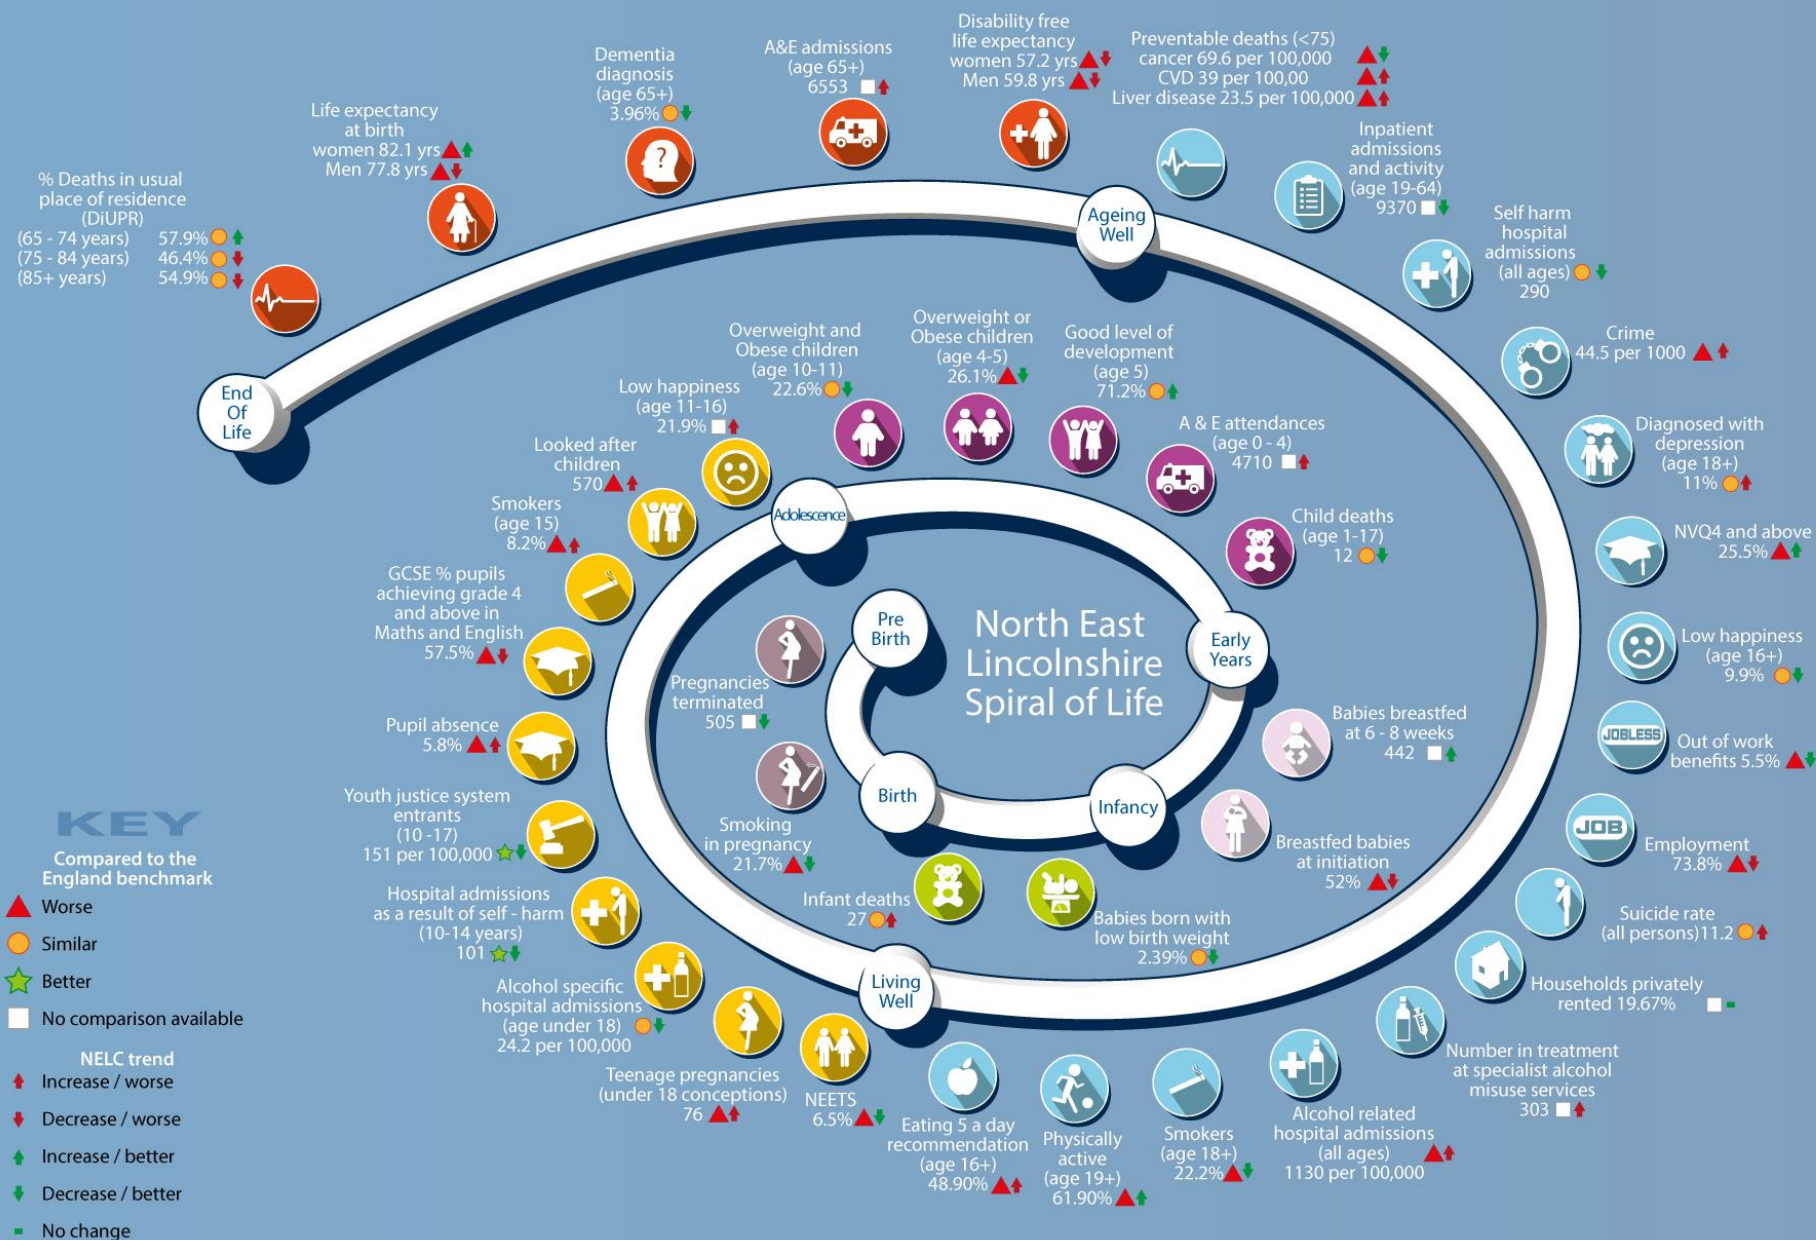 North East
Lincolnshire
Spiral of Life
Pre
Birth
Pregnancies
terminated
505
Smoking
in pregnancy
21.7%
Birth
Infant deaths
27
Babies born with
low birth weight
2.39%
Infancy
Breastfed babies
at initiation
52%
Babies breastfed
at 6 - 8 weeks
442
Early
Years
Child deaths
(age 1-17)
12
A & E attendances
(age 0 - 4)
4710
Good level of
development
(age 5)
71.2%
Overweight or
Obese children
(age 4-5)
26.1%
Overweight and
Obese children
(age 10-11)
22.6%
Adolescence
Low happiness
(age 11-16)
21.9%
Looked after
children
570
Smokers
(age 15)
8.2%
GCSE % pupils
achieving grade 4
and above in
Maths and English
57.5%
Pupil absence
5.8%
Youth justice system
entrants
(10 -17)
151 per 100,000
Hospital admissions
as a result of self - harm
(10-14 years)
101
Alcohol specific
hospital admissions
(age under 18)
24.2 per 100,000
Teenage pregnancies
(under 18 conceptions)
76
NEETS
6.5%
Living
Well
Eating 5 a day
recommendation
(age 16+)
48.90%
Physically
active
(age 19+)
61.90%
Smokers
(age 18+)
22.2%
Alcohol related
hospital admissions
(all ages)
1130 per 100,000
Number in treatment
at specialist alcohol
misuse services
303
Households privately
rented 19.67%
Suicide rate
(all persons)11.2
JOB
Employment
73.8%
JOBLESS
Out of work
benefits 5.5%
Low happiness
(age 16+)
9.9%
NVQ4 and above
25.5%
Diagnosed with
depression
(age 18+)
11%
Crime
44.5 per 1000
Self harm
hospital
admissions
(all ages)
290
Inpatient
admissions
and activity
(age 19-64)
9370
Preventable deaths (<75)
cancer 69.6 per 100,000
CVD 39 per 100,00
Liver disease 23.5 per 100,000
Ageing
Well
Disability free
life expectancy
women 57.2 yrs
Men 59.8 yrs
A&E admissions
(age 65+)
6553
Dementia
diagnosis
(age 65+)
3.96%
?
Life expectancy
at birth
women 82.1 yrs
Men 77.8 yrs
% Deaths in usual
place of residence
(DiUPR)
(65 - 74 years) 57.9%
(75 - 84 years) 46.4%
(85+ years) 54.9%
End
Of
Life
KEY
Compared to the
England benchmark
Worse
Similar
Better
No comparison available
NELC trend
Increase / worse
Decrease / worse
Increase / better
Decrease / better
No change